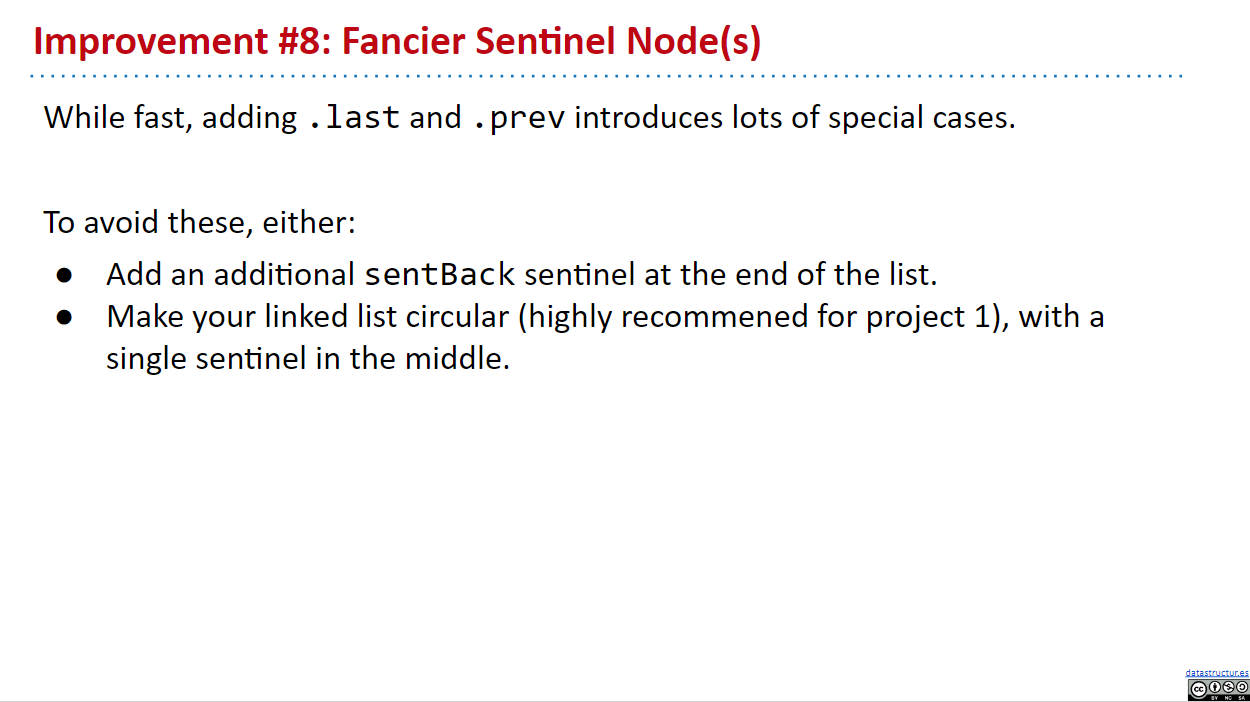 Improvement #8: Fancier Sentinel Node(s)
While fast, adding .last and .prev introduces lots of special cases.
To avoid these, either:
● Add an additional sentBack sentinel at the end of the list.
● Make your linked list circular (highly recommened for project 1), with a
single sentinel in the middle.
datastructur.es
cc
BY NC SA